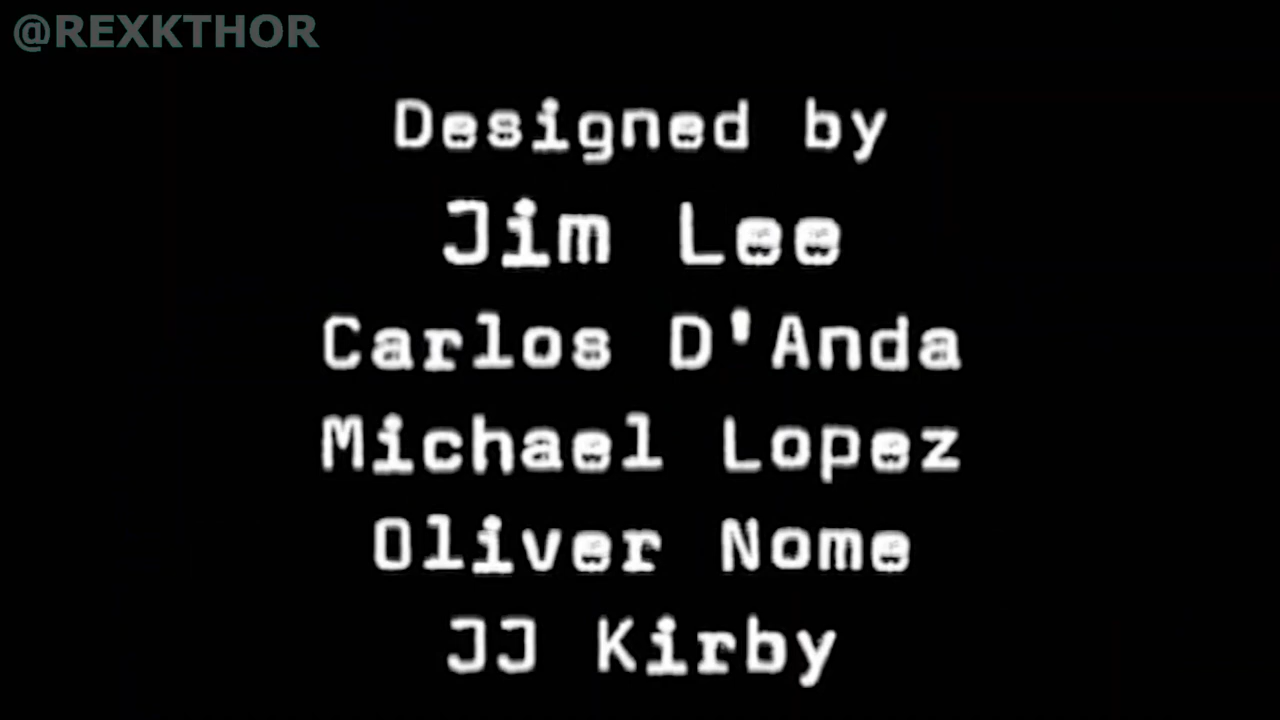 @REXKTHOR
Designed by
Jim Lee
Carlos D'Anda
Michael Lopez
Oliver Nome
JJ Kirby